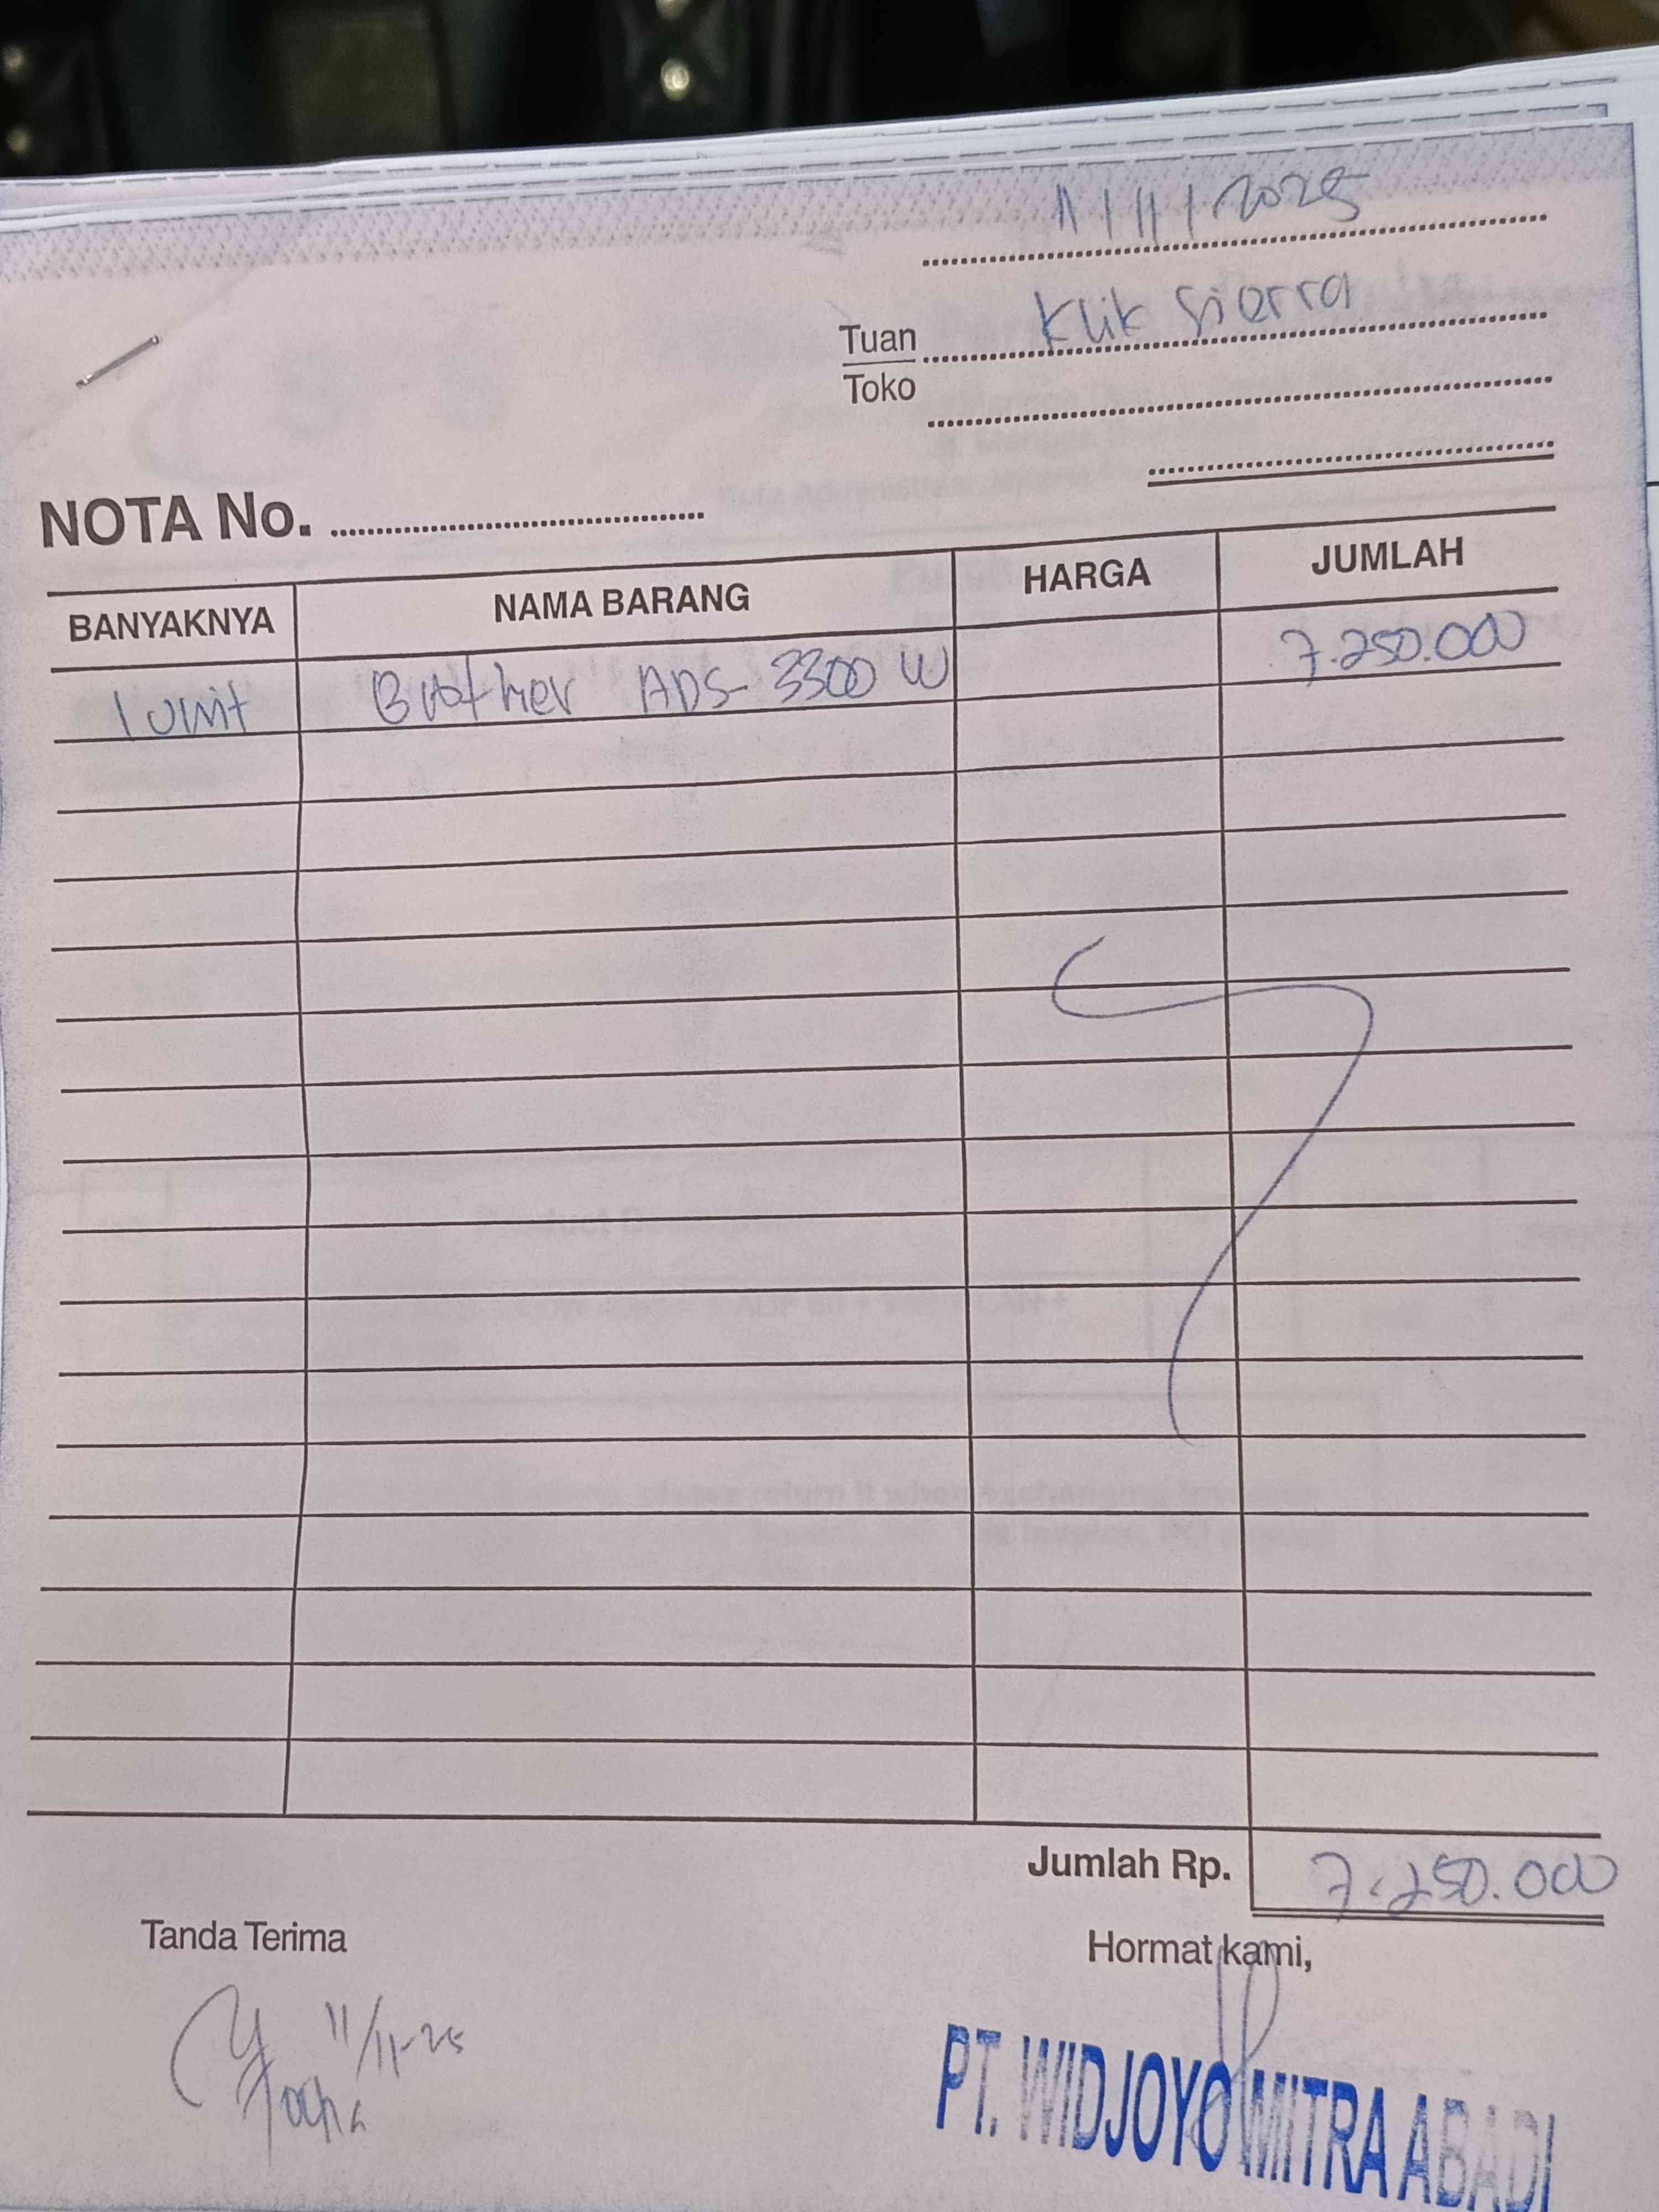 11/11/2025
Tuan Klik Sierra
Toko
NOTA No.
BANYAKNYA NAMA BARANG HARGA JUMLAH
1 unit Brother ADS-3300 W 7.250.000
Jumlah Rp. 7.250.000
Tanda Terima Hormat kami,
11/11-25
PT. WIDJOYO MITRA ABADI